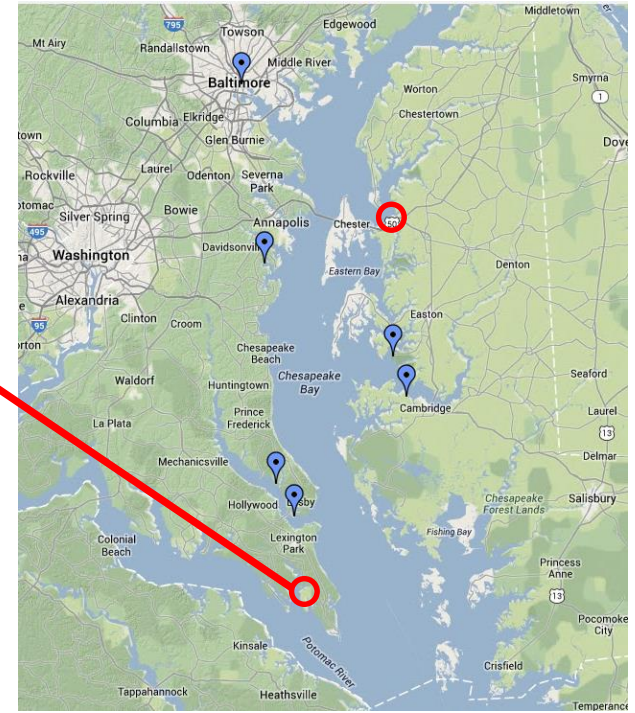 Middletown
795
Towson
Edgewood
Mt Airy
Randallstown
Middle River
Baltimore
Smyrna
1
Worton
Columbia
Elkridge
Chestertown
Glen Burnie
Dove
town
Laurel
Odenton
Severna
Park
Rockville
Potomac
Silver Spring
Bowie
Annapolis
Chester
50
495
Washington
Davidsonvil
Eastern Bay
Denton
Alexandria
Easton
95
Clinton
Croom
orton
Chesapeake
Beach
Waldorf
Huntingtown
Chesapeake
Bay
Seaford
Cambridge
Laurel
La Plata
Prince
Frederick
13
Delmar
Mechanicsville
Hollywood
sby
Chesapeake
Forest Lands
Salisbury
Colonial
Beach
Lexington
Park
Fishing Bay
Princess
Anne
13
Pocomoke
City
Kinsale
Potomac River
Crisfield
Tappahannock
Heathsville
Temperance